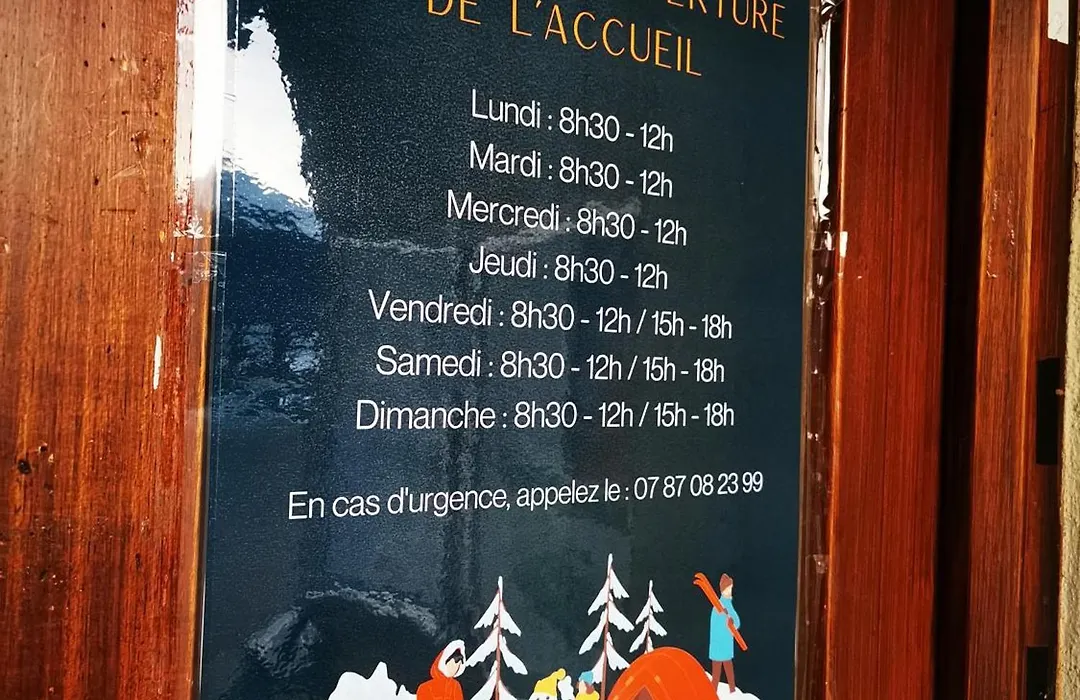 DE L'ACCUEIL
Lundi : 8h30 - 12h
Mardi : 8h30 - 12h
Mercredi : 8h30 - 12h
Jeudi : 8h30 - 12h
Vendredi : 8h30 - 12h / 15h - 18h
Samedi : 8h30 - 12h / 15h - 18h
Dimanche : 8h30 - 12h / 15h - 18h
En cas d'urgence, appelez le : 07 87 08 23 99